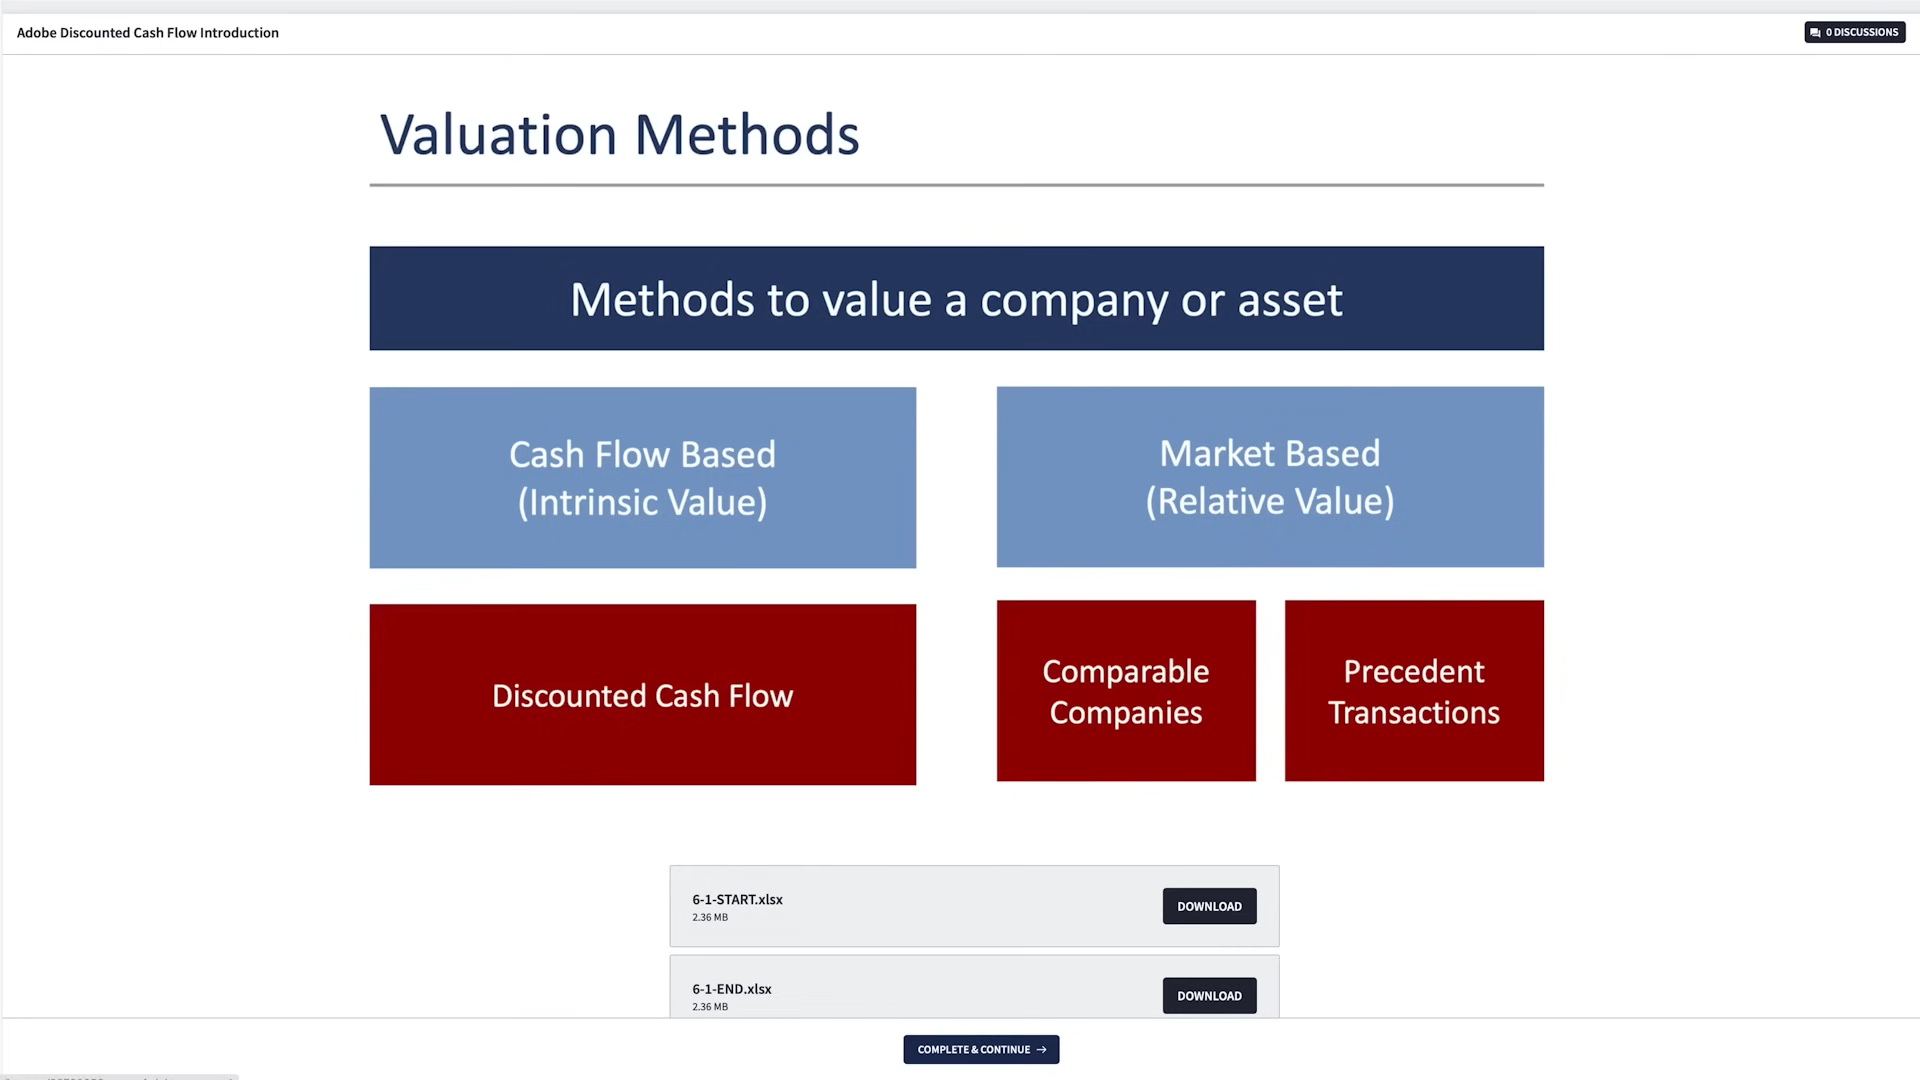 Adobe Discounted Cash Flow Introduction
0 DISCUSSIONS
Valuation Methods
Methods to value a company or asset
Cash Flow Based
(Intrinsic Value)
Market Based
(Relative Value)
Discounted Cash Flow
Comparable
Companies
Precedent
Transactions
6-1-START.xlsx
2.36 MB
DOWNLOAD
6-1-END.xlsx
2.36 MB
DOWNLOAD
COMPLETE & CONTINUE →